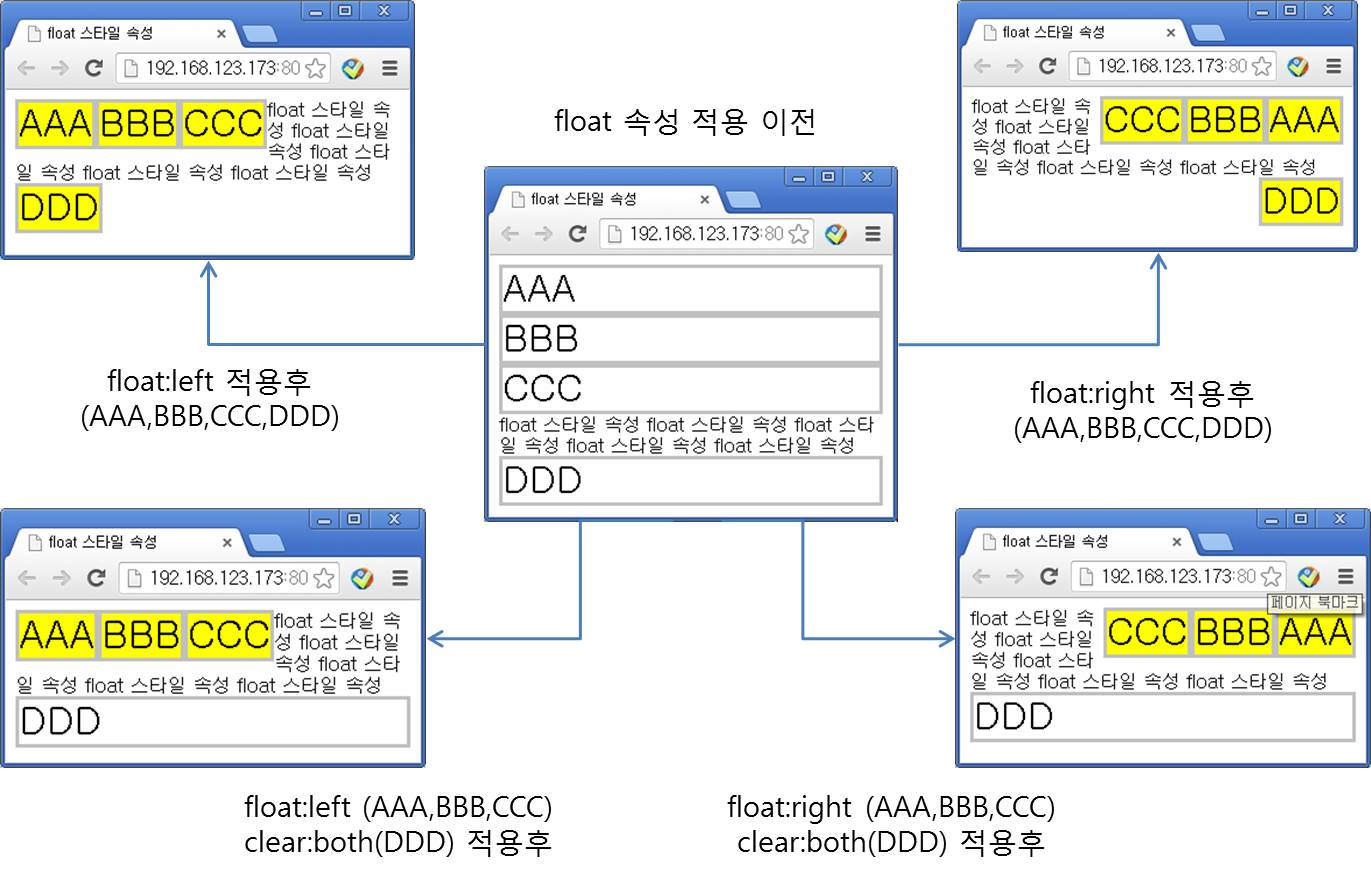 float 스타일 속성
192.168.123.173:80
AAA BBB CCC float 스타일 속
성 float 스타일
속성 float 스타
일 속성 float 스타일 속성 float 스타일 속성
DDD
float 속성 적용 이전
float 스타일 속성
192.168.123.173:80
AAA
BBB
CCC
float 스타일 속성 float 스타일 속성 float 스타
일 속성 float 스타일 속성 float 스타일 속성
DDD
float 스타일 속성
192.168.123.173:80
float 스타일 속 CCC BBB AAA
성 float 스타일
속성 float 스타
일 속성 float 스타일 속성 float 스타일 속성
DDD
float:left 적용후
(AAA,BBB,CCC,DDD)
float:right 적용후
(AAA,BBB,CCC,DDD)
float 스타일 속성
192.168.123.173:80
AAA BBB CCC float 스타일 속
성 float 스타일
속성 float 스타
일 속성 float 스타일 속성 float 스타일 속성
DDD
float 스타일 속성
192.168.123.173:80
페이지 북마크
float 스타일 속 CCC BBB AAA
성 float 스타일
속성 float 스타
일 속성 float 스타일 속성 float 스타일 속성
DDD
float:left (AAA,BBB,CCC)
clear:both(DDD) 적용후
float:right (AAA,BBB,CCC)
clear:both(DDD) 적용후